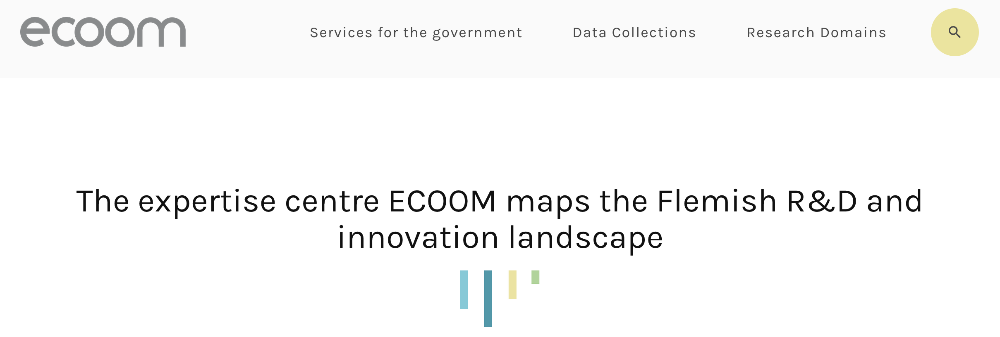 ecoom
Services for the government
Data Collections
Research Domains
The expertise centre ECOOM maps the Flemish R&D and
innovation landscape